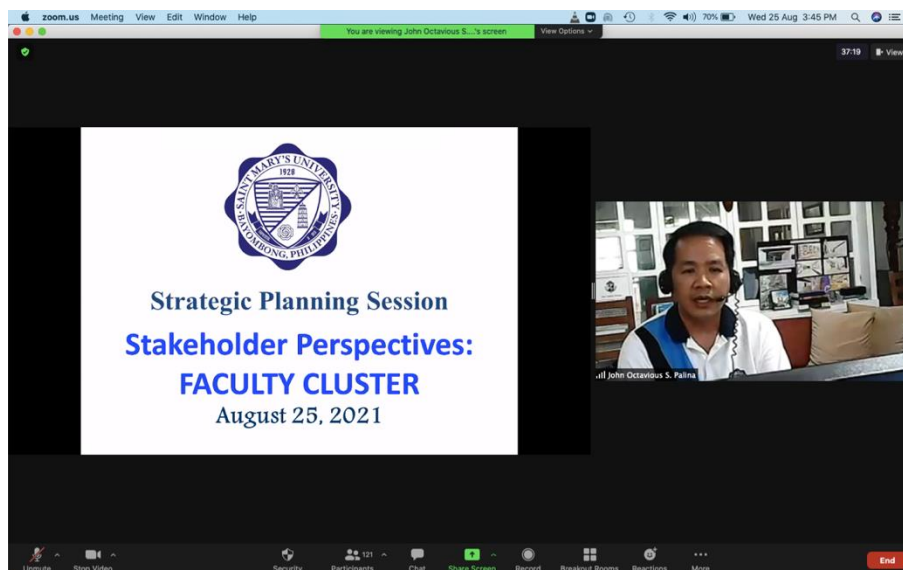 zoom.us Meeting View Edit Window Help
70% Wed 25 Aug 3:45 PM
You are viewing John Octavious S....'s screen
View Options
37:19 View
SAINT MARY'S UNIVERSITY
1928
BAYOMBONG, PHILIPPINES
Strategic Planning Session
Stakeholder Perspectives:
FACULTY CLUSTER
August 25, 2021
John Octavious S. Palina
121
Unmute Stop Video Security Participants Chat Share Screen Record Breakout Rooms Reactions More
End